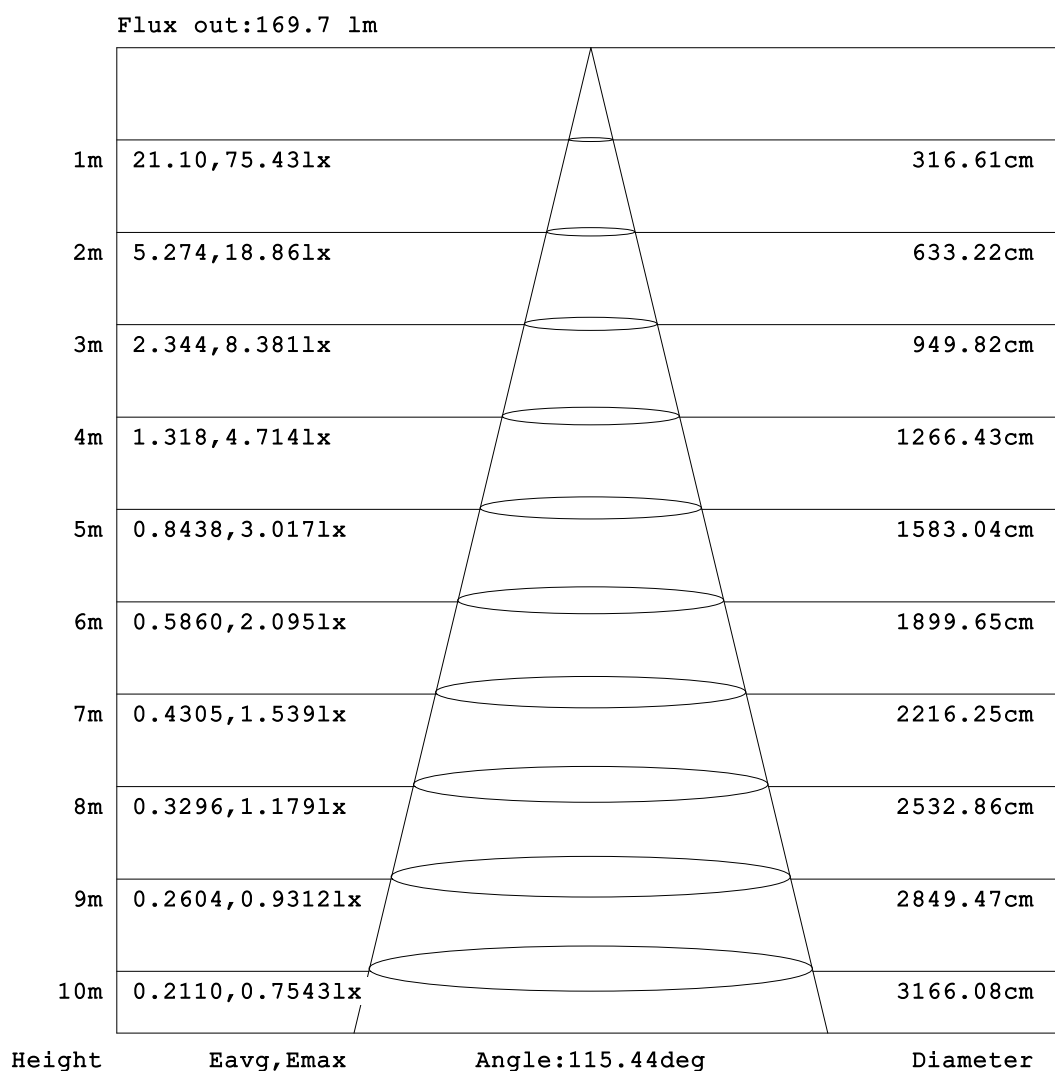 Flux out:169.7 lm
1m 21.10,75.43lx 316.61cm
2m 5.274,18.86lx 633.22cm
3m 2.344,8.381lx 949.82cm
4m 1.318,4.714lx 1266.43cm
5m 0.8438,3.017lx 1583.04cm
6m 0.5860,2.095lx 1899.65cm
7m 0.4305,1.539lx 2216.25cm
8m 0.3296,1.179lx 2532.86cm
9m 0.2604,0.9312lx 2849.47cm
10m 0.2110,0.7543lx 3166.08cm
Height Eavg,Emax Angle:115.44deg Diameter